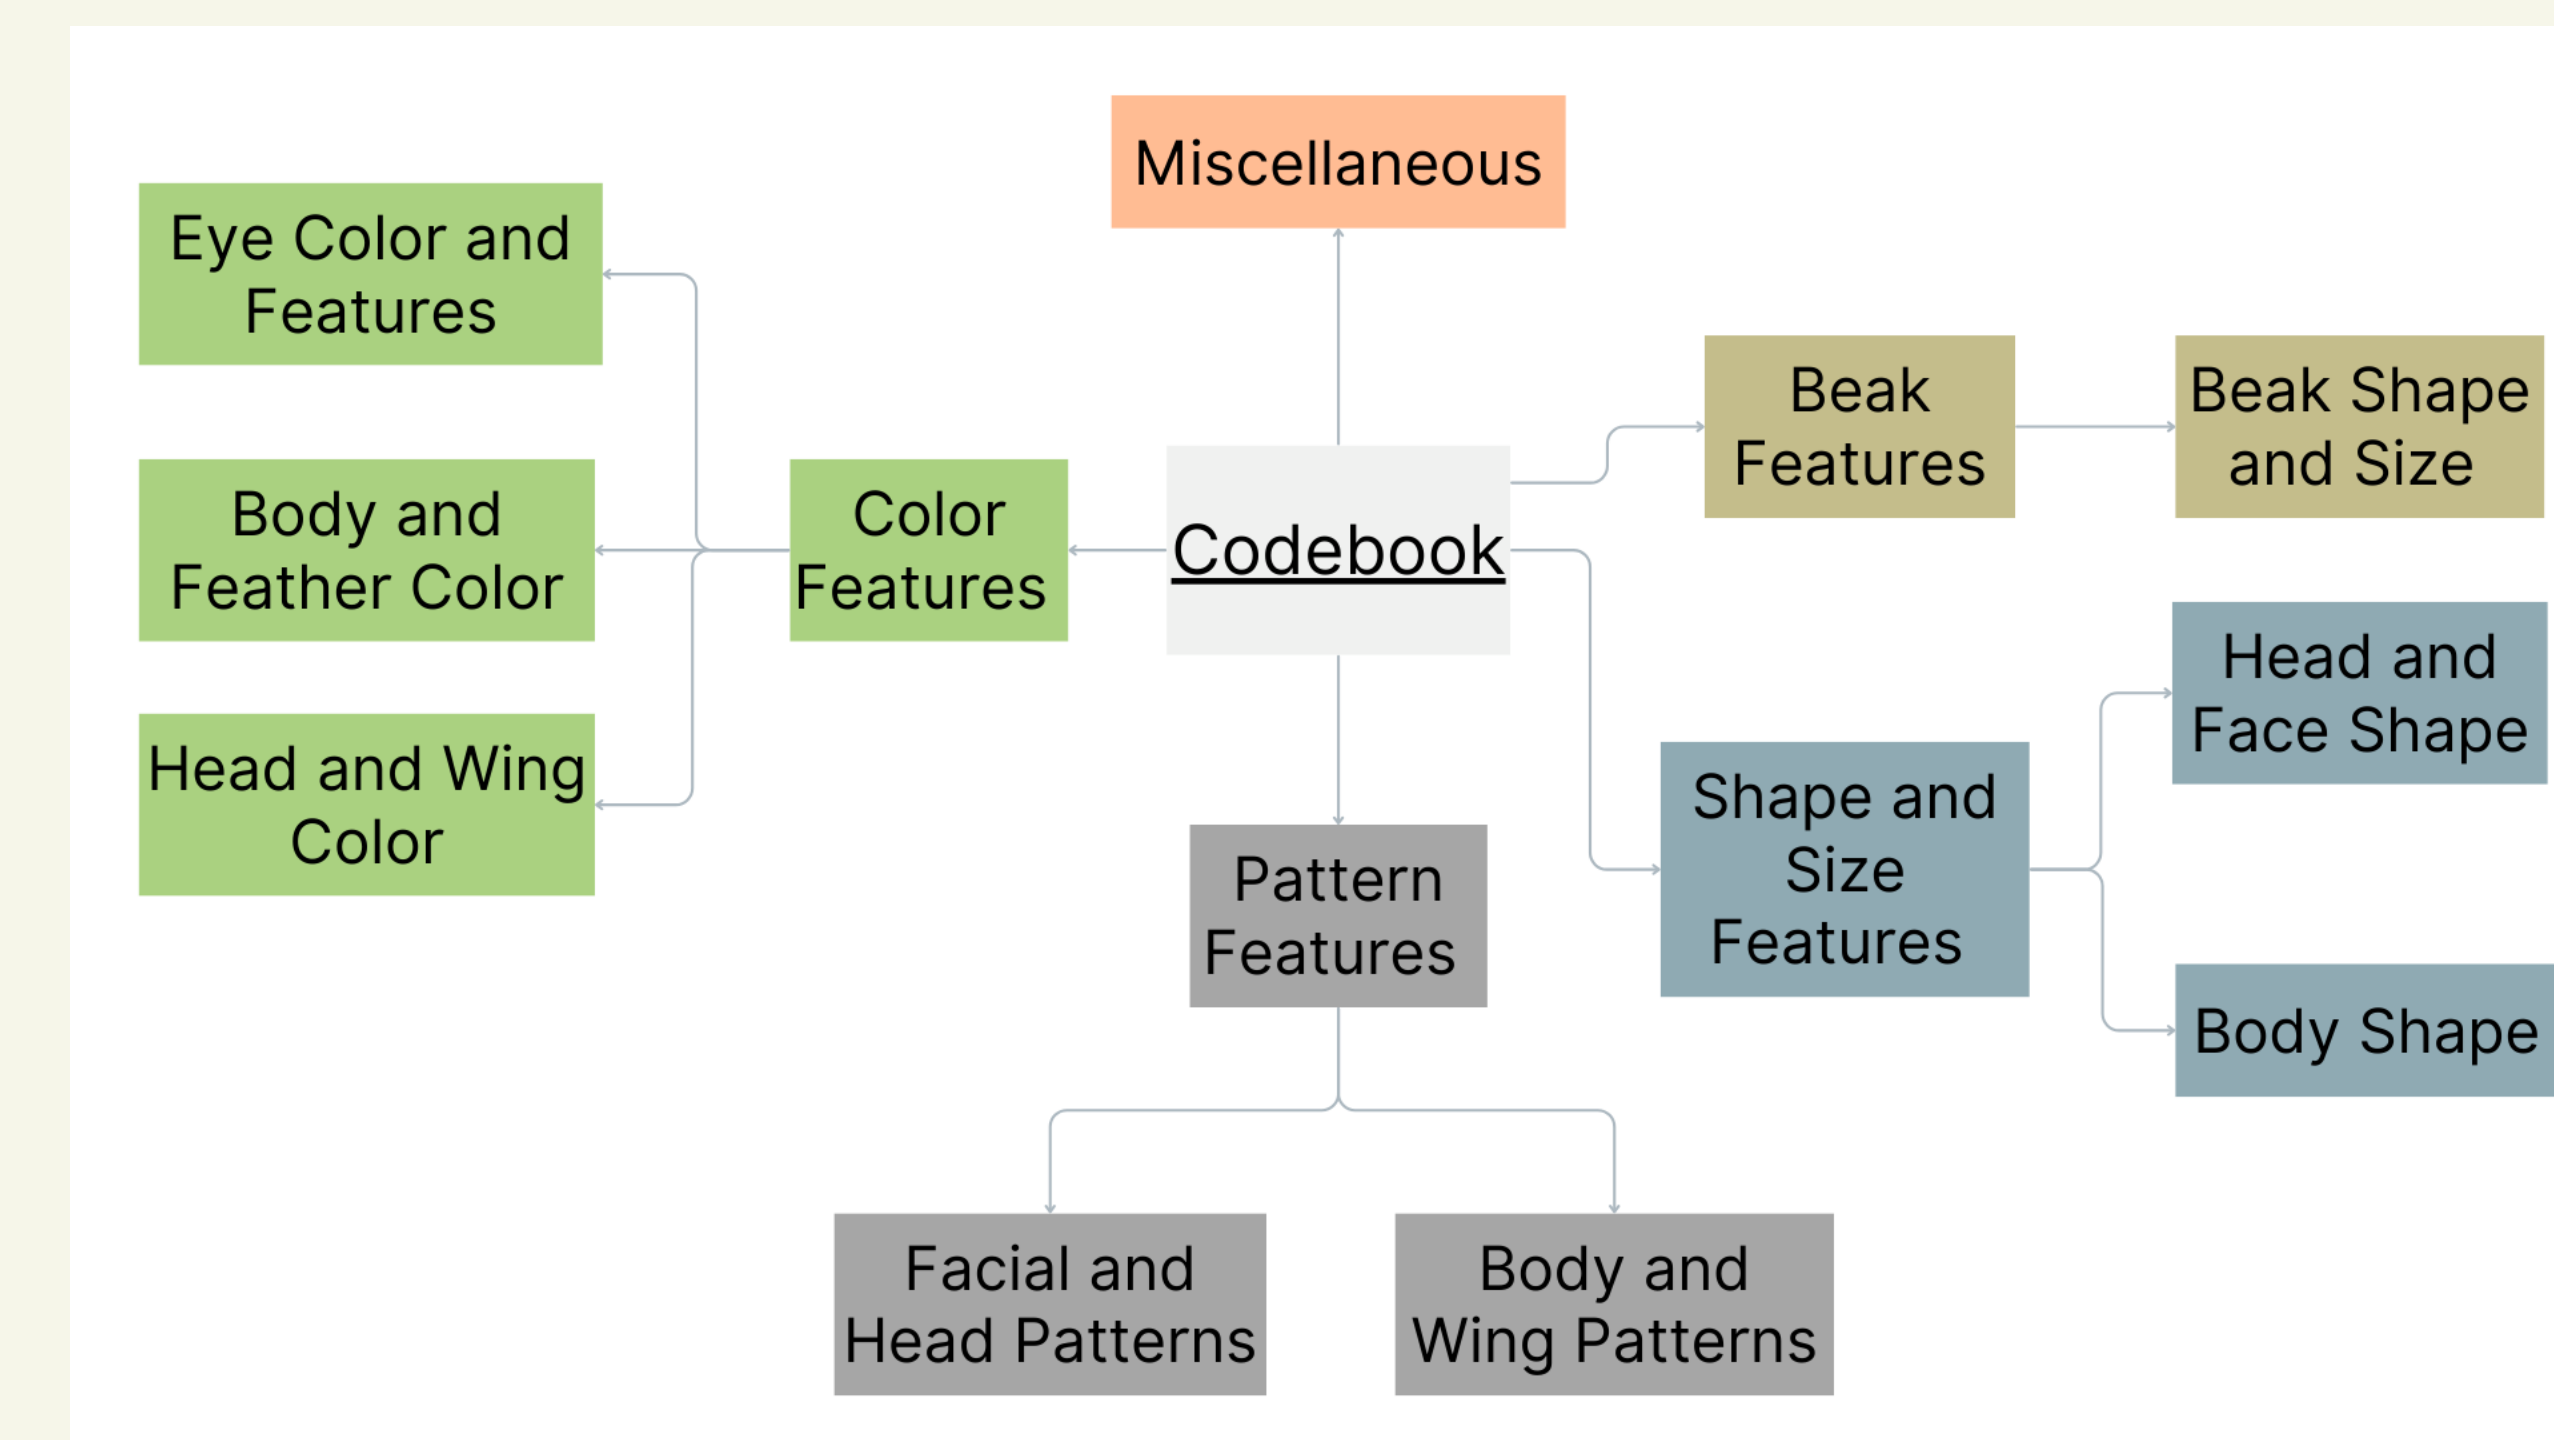 Miscellaneous
Eye Color and
Features
Beak
Features
Beak Shape
and Size
Body and
Feather Color
Color
Features
Codebook
Head and
Face Shape
Head and Wing
Color
Shape and
Size
Features
Pattern
Features
Body Shape
Facial and
Head Patterns
Body and
Wing Patterns